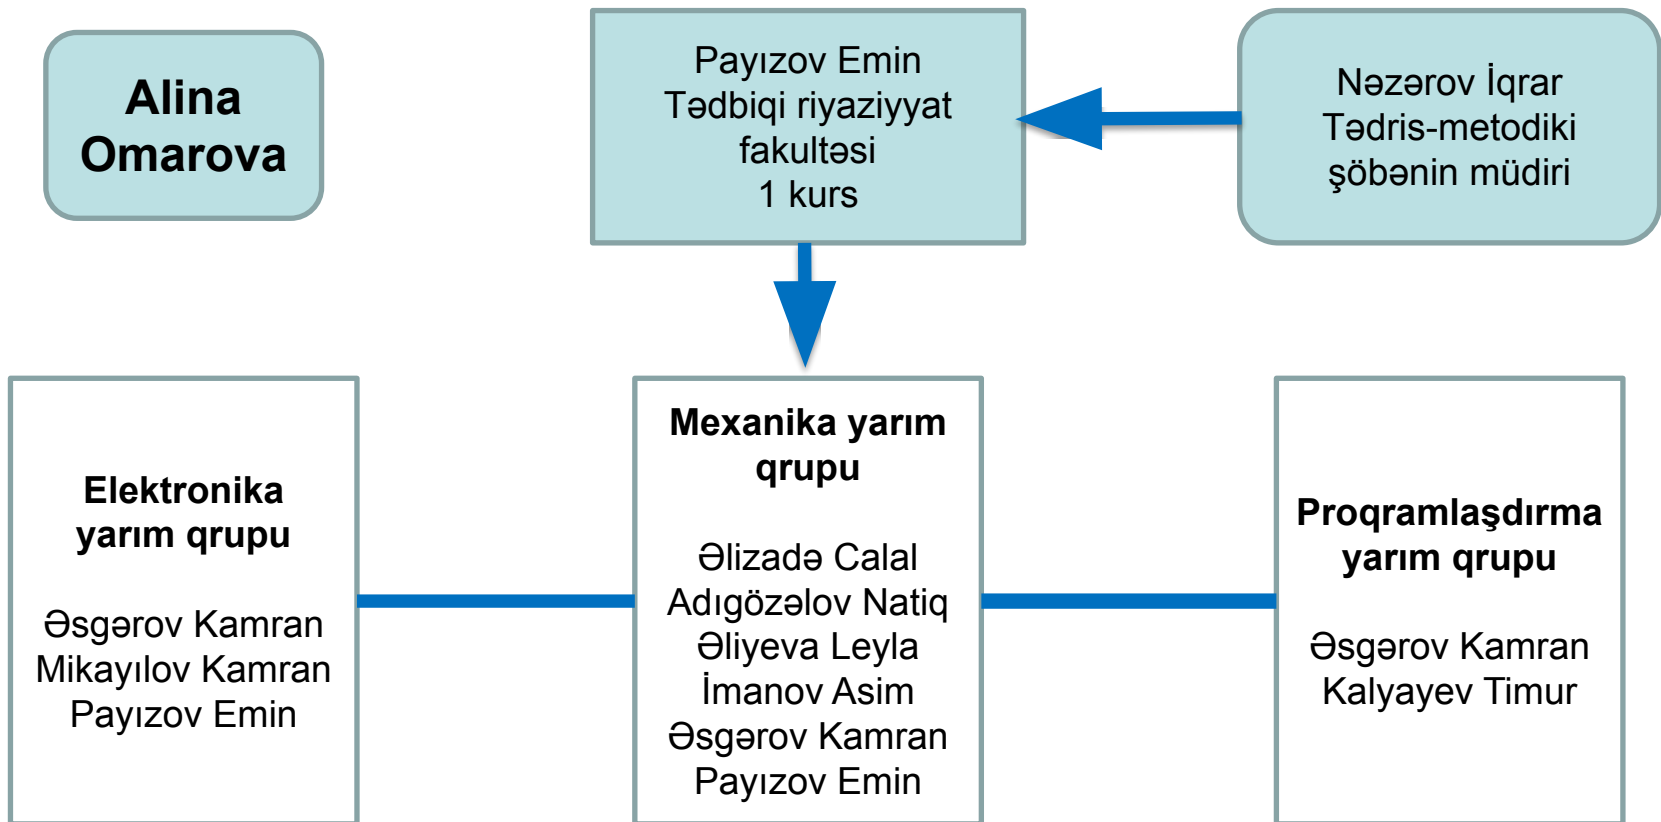 Alina
Omarova
Payızov Emin
Tədbiqi riyaziyyat
fakultəsi
1 kurs
Nəzərov İqrar
Tədris-metodiki
şöbənin müdiri
Elektronika
yarım qrupu
Əsgərov Kamran
Mikayılov Kamran
Payızov Emin
Mexanika yarım
qrupu
Əlizadə Calal
Adıgözəlov Natiq
Əliyeva Leyla
İmanov Asim
Əsgərov Kamran
Payızov Emin
Proqramlaşdırma
yarım qrupu
Əsgərov Kamran
Kalyayev Timur